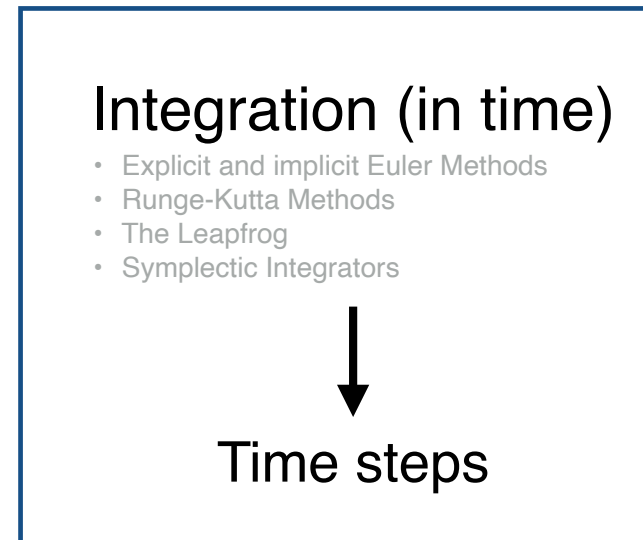 Integration (in time)
• Explicit and implicit Euler Methods
• Runge-Kutta Methods
• The Leapfrog
• Symplectic Integrators
Time steps